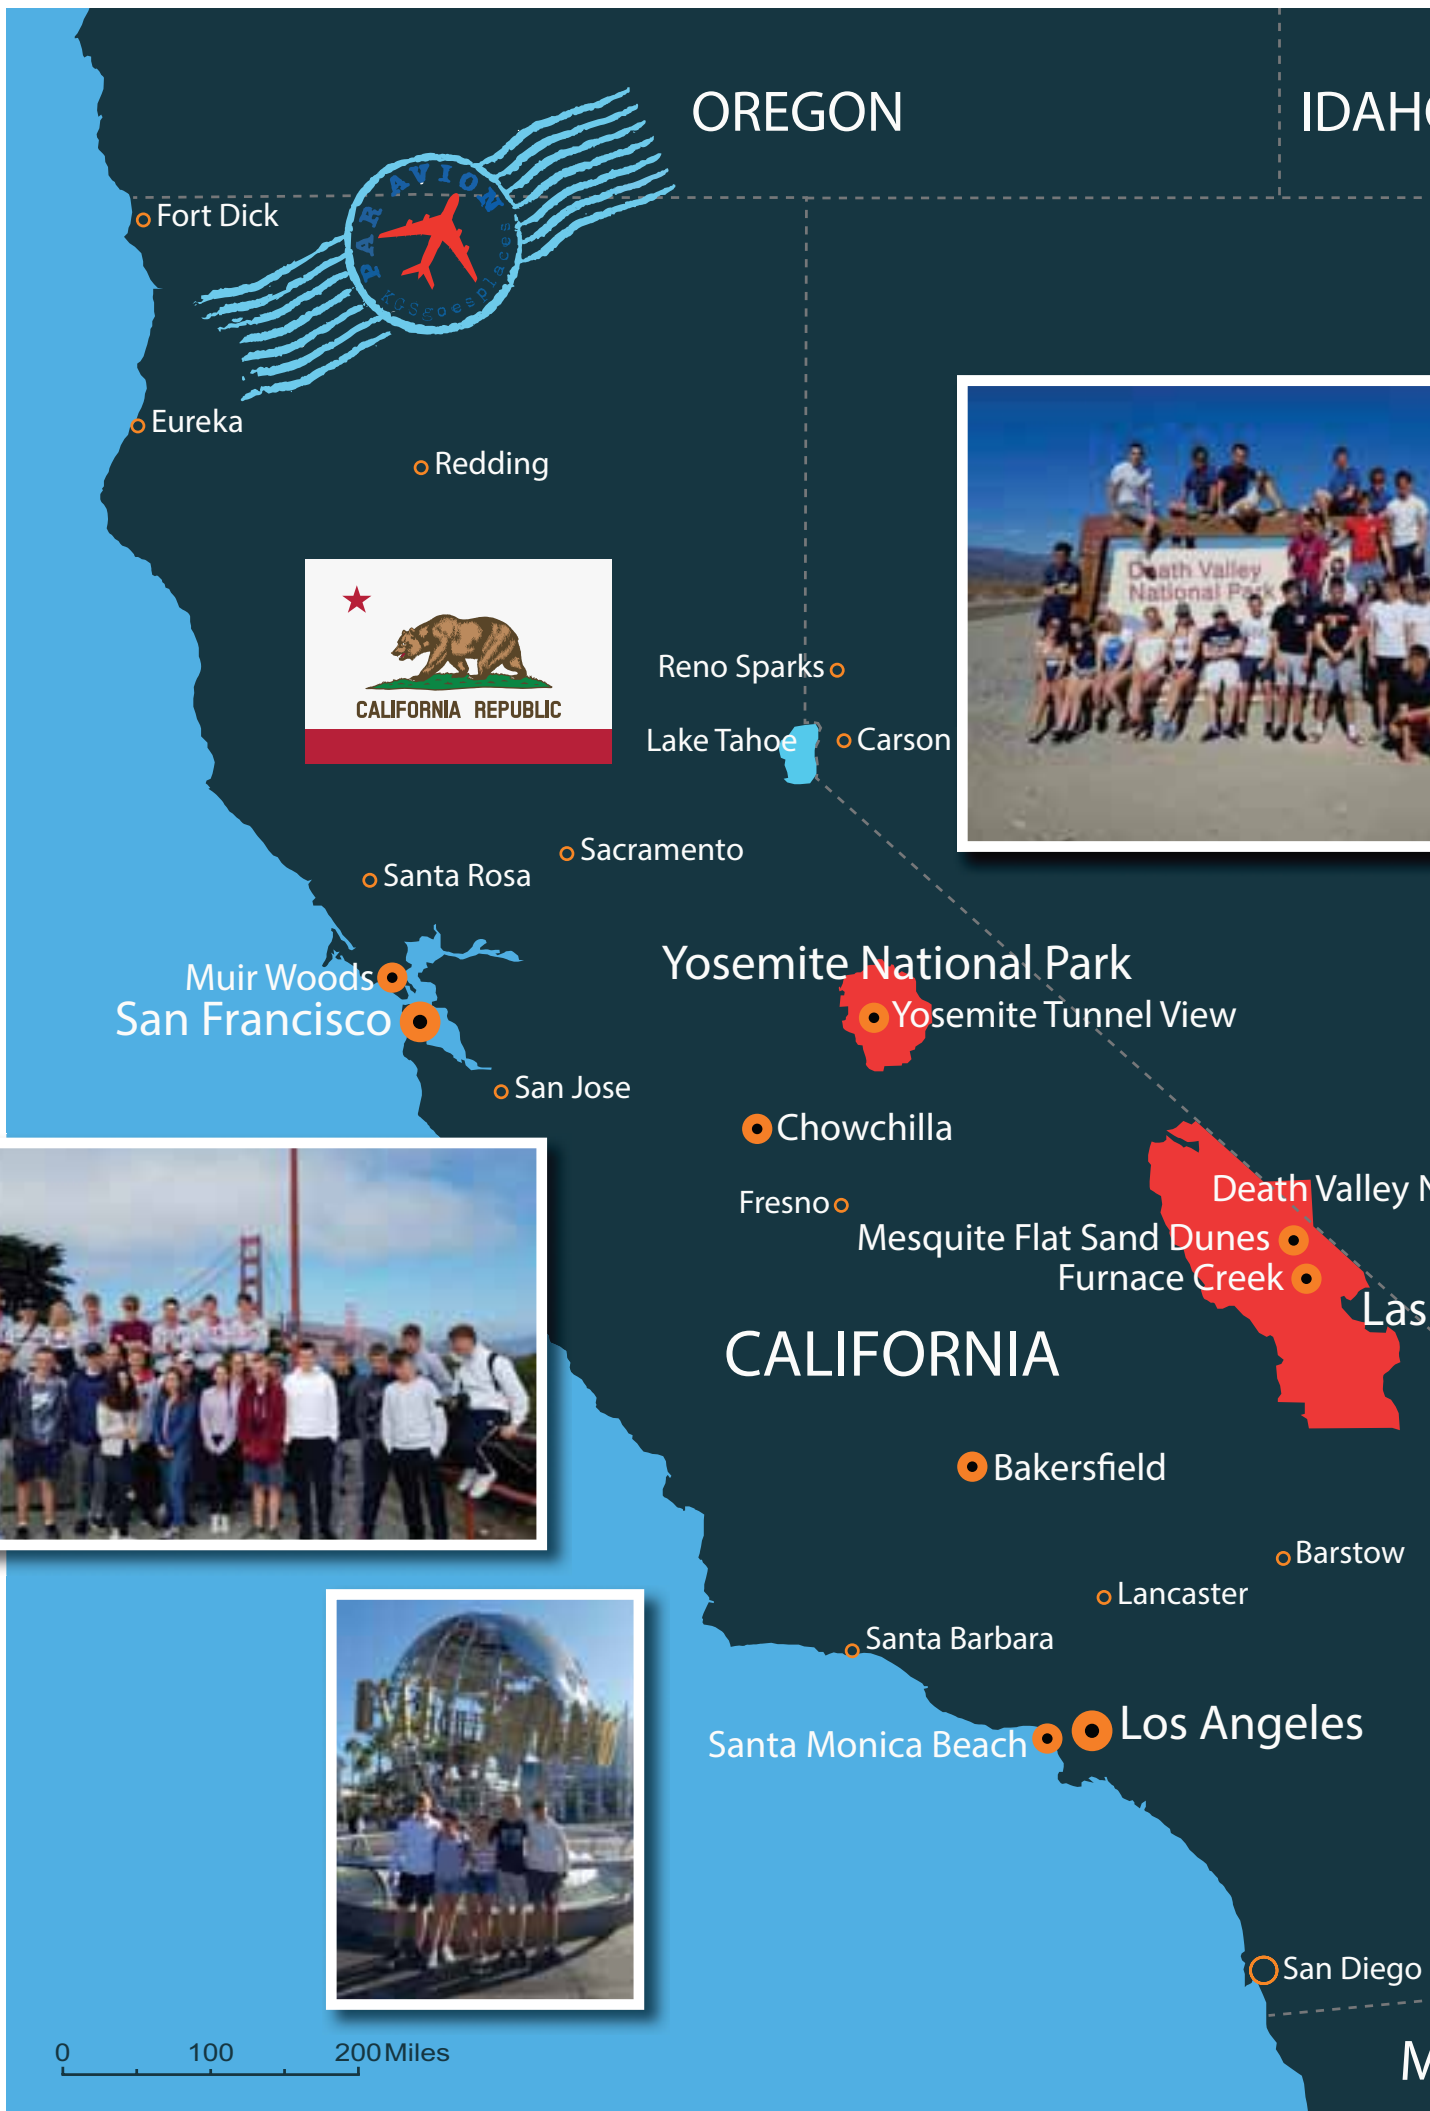 OREGON
IDAHO
PAR AVION
KGSgoesplaces
Fort Dick
Eureka
Redding
Death Valley
National Park
CALIFORNIA REPUBLIC
Reno Sparks
Lake Tahoe
Carson
Sacramento
Santa Rosa
Yosemite National Park
Muir Woods
Yosemite Tunnel View
San Francisco
San Jose
Chowchilla
Death Valley N
Fresno
Mesquite Flat Sand Dunes
Furnace Creek
Las
CALIFORNIA
Bakersfield
Barstow
Lancaster
Santa Barbara
Los Angeles
Santa Monica Beach
San Diego
0 100 200 Miles
M